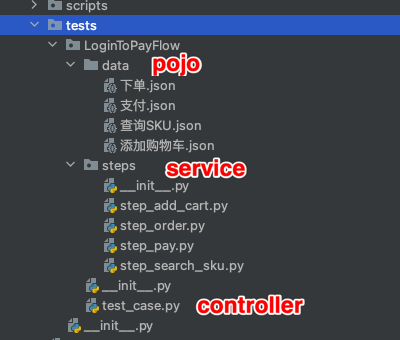 scripts
tests
LoginToPayFlow
data pojo
下单.json
支付.json
查询SKU.json
添加购物车.json
steps service
__init__.py
step_add_cart.py
step_order.py
step_pay.py
step_search_sku.py
__init__.py
test_case.py controller
__init__.py